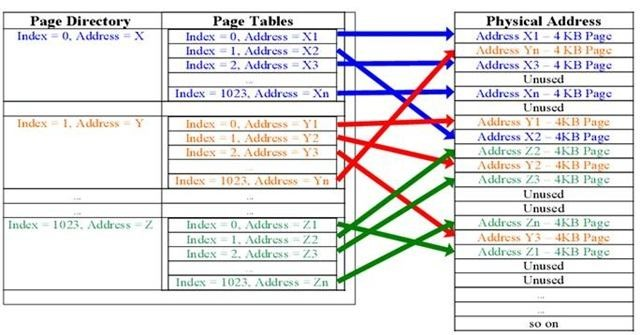 Page Directory
Page Tables
Index = 0, Address = X
Index = 0, Address = X1
Index = 1, Address = X2
Index = 2, Address = X3
...
Index = 1023, Address = Xn
Index = 1, Address = Y
Index = 0, Address = Y1
Index = 1, Address = Y2
Index = 2, Address = Y3
Index = 1023, Address = Yn
...
...
...
...
Index = 1023, Address = Z
Index = 0, Address = Z1
Index = 1, Address = Z2
Index = 2, Address = Z3
...
Index = 1023, Address = Zn
Physical Address
Address X1 – 4 KB Page
Address Yn – 4 KB Page
Address X3 – 4 KB Page
Unused
Address Xn – 4 KB Page
Unused
Address Y1 – 4KB Page
Address X2 – 4KB Page
Address Z2 – 4KB Page
Address Y2 – 4KB Page
Address Z3 – 4KB Page
Unused
Unused
Address Zn – 4KB Page
Address Y3 – 4KB Page
Address Z1 – 4KB Page
Unused
Unused
...
...
so on